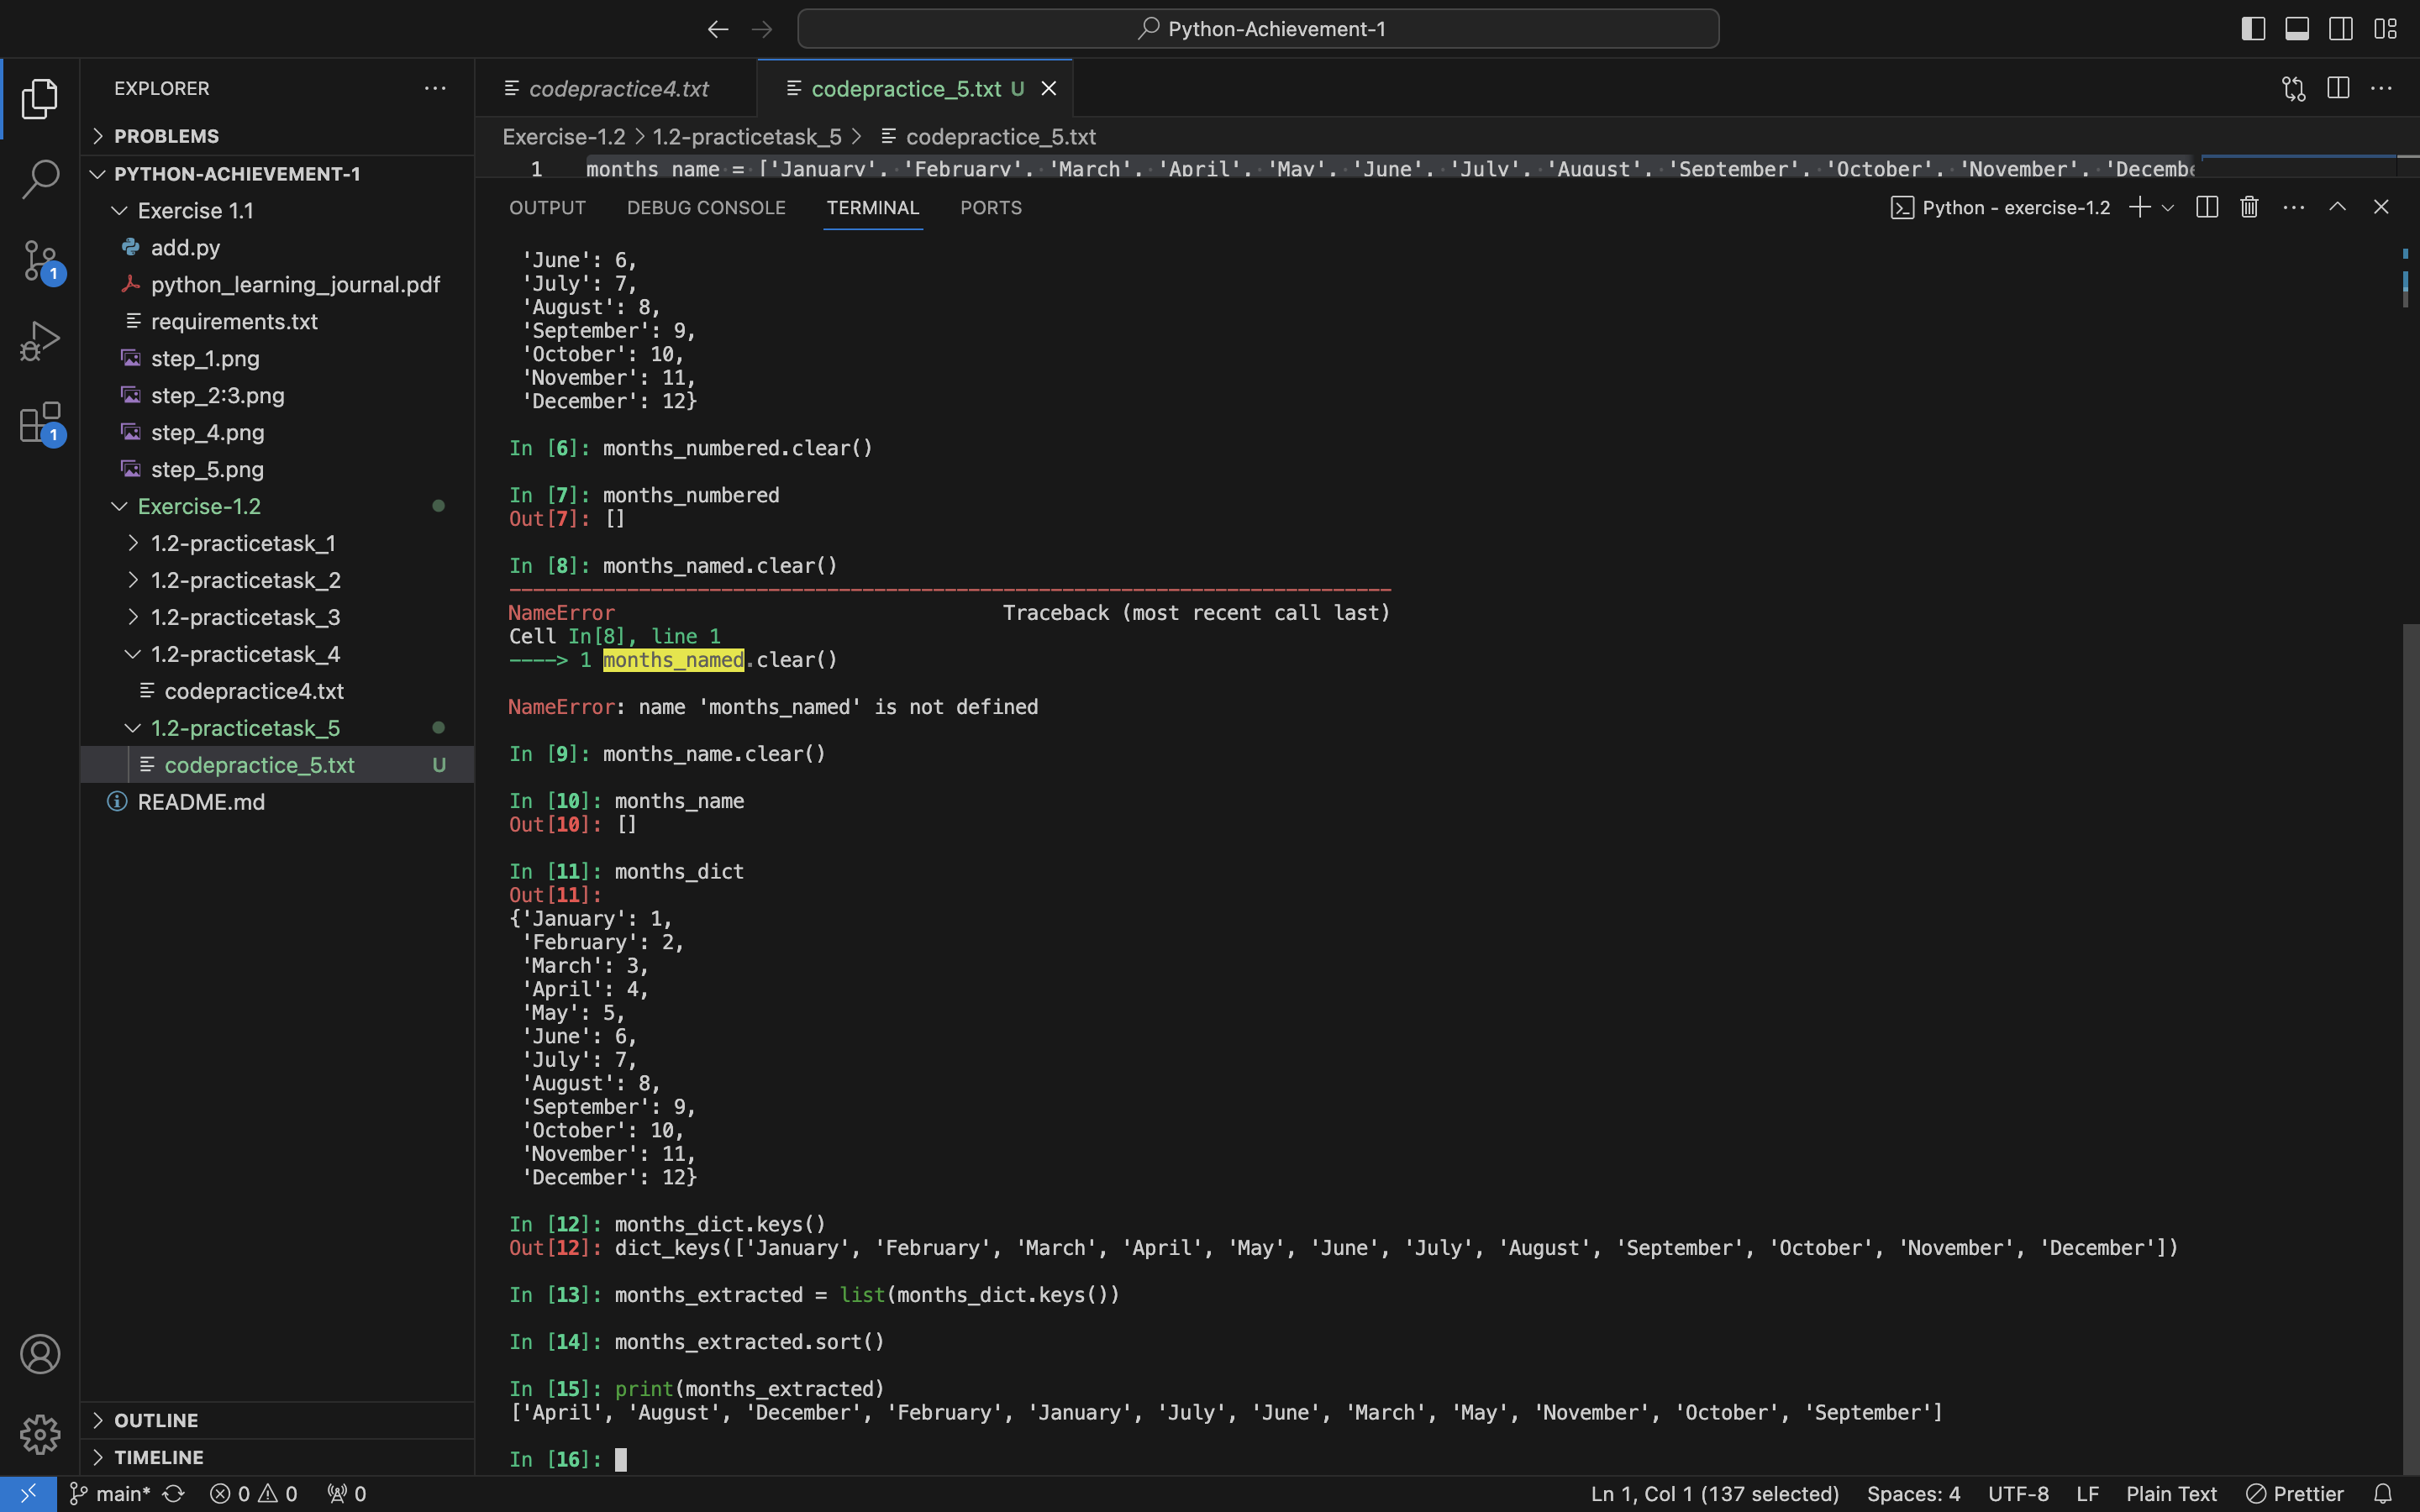 Python-Achievement-1
EXPLORER
PROBLEMS
PYTHON-ACHIEVEMENT-1
Exercise 1.1
add.py
python_learning_journal.pdf
requirements.txt
step_1.png
step_2:3.png
step_4.png
step_5.png
Exercise-1.2
1.2-practicetask_1
1.2-practicetask_2
1.2-practicetask_3
1.2-practicetask_4
codepractice4.txt
1.2-practicetask_5
codepractice_5.txt U
README.md
OUTLINE
TIMELINE
1
1
codepractice4.txt codepractice_5.txt U
Exercise-1.2 > 1.2-practicetask_5 > codepractice_5.txt
1 months_name = ['January', 'February', 'March', 'April', 'May', 'June', 'July', 'August', 'September', 'October', 'November', 'Decembe
OUTPUT DEBUG CONSOLE TERMINAL PORTS Python - exercise-1.2
'June': 6,
'July': 7,
'August': 8,
'September': 9,
'October': 10,
'November': 11,
'December': 12}
In [6]: months_numbered.clear()
In [7]: months_numbered
Out[7]: []
In [8]: months_named.clear()
---------------------------------------------------------------------------
NameError Traceback (most recent call last)
Cell In[8], line 1
----> 1 months_named.clear()
NameError: name 'months_named' is not defined
In [9]: months_name.clear()
In [10]: months_name
Out[10]: []
In [11]: months_dict
Out[11]:
{'January': 1,
'February': 2,
'March': 3,
'April': 4,
'May': 5,
'June': 6,
'July': 7,
'August': 8,
'September': 9,
'October': 10,
'November': 11,
'December': 12}
In [12]: months_dict.keys()
Out[12]: dict_keys(['January', 'February', 'March', 'April', 'May', 'June', 'July', 'August', 'September', 'October', 'November', 'December'])
In [13]: months_extracted = list(months_dict.keys())
In [14]: months_extracted.sort()
In [15]: print(months_extracted)
['April', 'August', 'December', 'February', 'January', 'July', 'June', 'March', 'May', 'November', 'October', 'September']
In [16]:
main* 0 0 0 Ln 1, Col 1 (137 selected) Spaces: 4 UTF-8 LF Plain Text Prettier